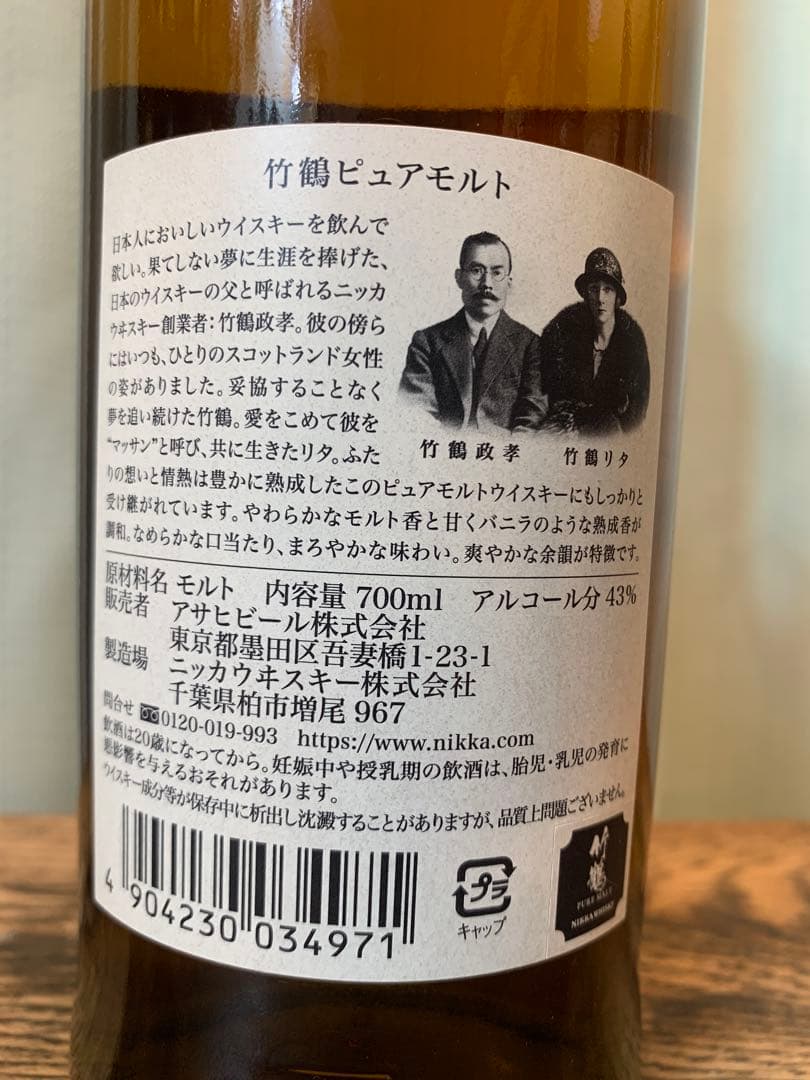 竹鶴ピュアモルト
日本人においしいウイスキーを飲んで
欲しい。果てしない夢に生涯を捧げた、
日本のウイスキーの父と呼ばれるニッカ
ウヰスキー創業者：竹鶴政孝。彼の傍ら
にはいつも、ひとりのスコットランド女性
の姿がありました。妥協することなく
夢を追い続けた竹鶴。愛をこめて彼を
“マッサン”と呼び、共に生きたリタ。ふた
りの想いと情熱は豊かに熟成したこのピュアモルトウイスキーにもしっかりと
受け継がれています。やわらかなモルト香と甘くバニラのような熟成香が
調和。なめらかな口当たり、まろやかな味わい。爽やかな余韻が特徴です。
竹鶴政孝
竹鶴リタ
原材料名 モルト 内容量 700ml アルコール分 43%
販売者 アサヒビール株式会社
東京都墨田区吾妻橋1-23-1
製造場 ニッカウヰスキー株式会社
千葉県柏市増尾 967
問合せ 0120-019-993 https://www.nikka.com
飲酒は20歳になってから。妊娠中や授乳期の飲酒は、胎児・乳児の発育に
悪影響を与えるおそれがあります。
ウイスキー成分等が保存中に析出し沈澱することがありますが、品質上問題ございません。
4 904230 034971
プラ
キャップ
竹鶴
PURE MALT
NIKKA WHISKY